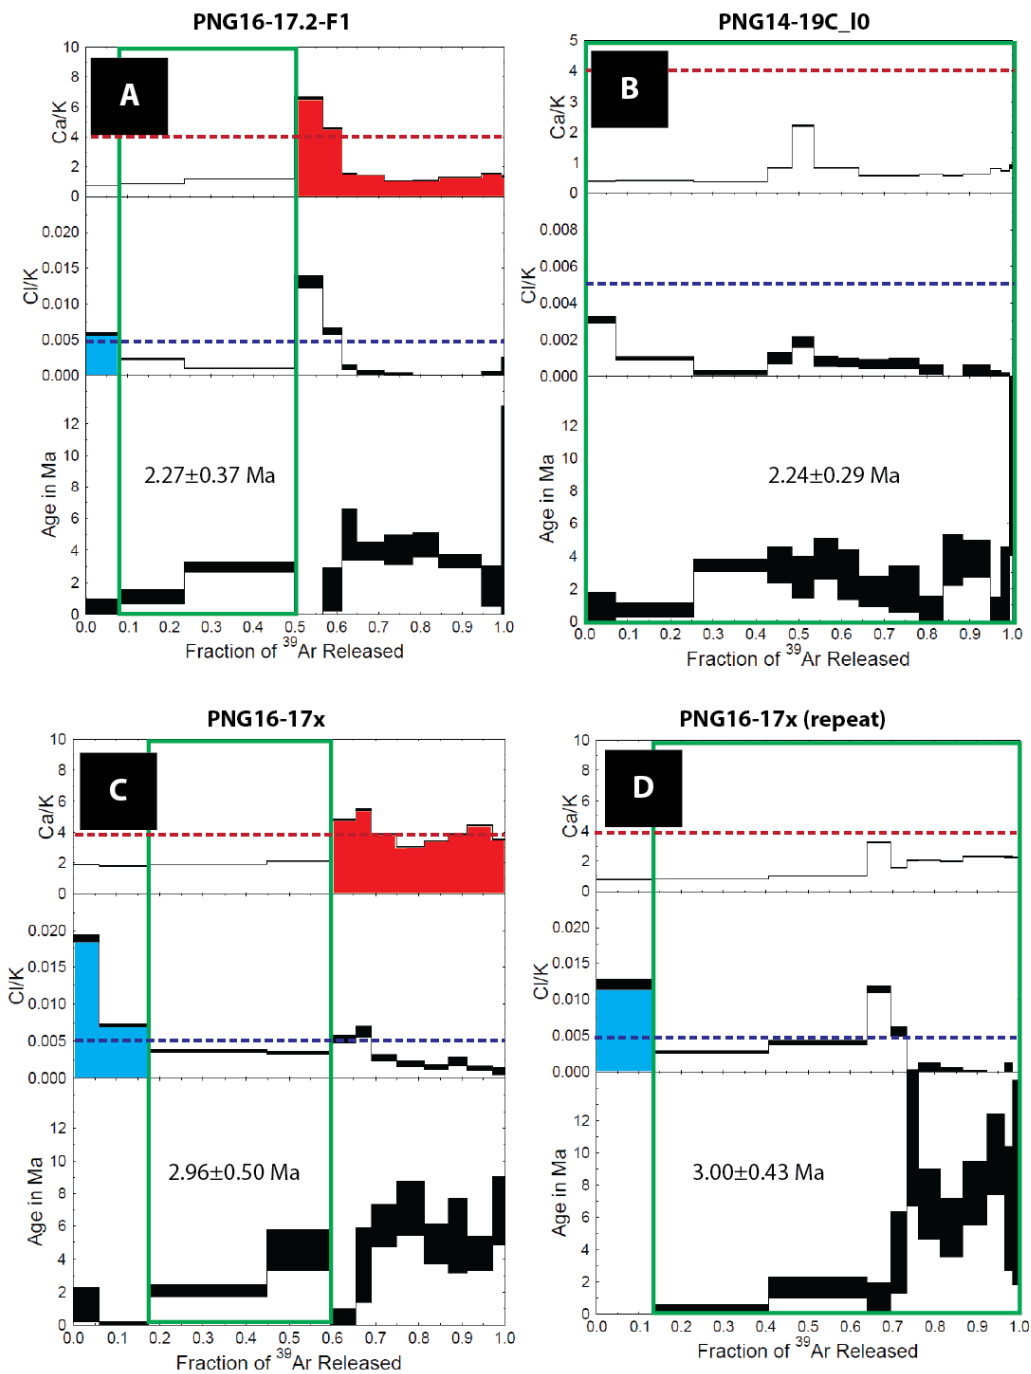 PNG16-17.2-F1
A
Ca/K
10
8
6
4
2
0
Cl/K
0.020
0.015
0.010
0.005
0.000
Age in Ma
12
10
8
6
4
2
0
2.27±0.37 Ma
0.0 0.1 0.2 0.3 0.4 0.5 0.6 0.7 0.8 0.9 1.0
Fraction of ³⁹Ar Released
PNG14-19C_I0
B
Ca/K
5
4
3
2
1
0
Cl/K
0.008
0.006
0.004
0.002
0.000
Age in Ma
12
10
8
6
4
2
0
2.24±0.29 Ma
0.0 0.1 0.2 0.3 0.4 0.5 0.6 0.7 0.8 0.9 1.0
Fraction of ³⁹Ar Released
PNG16-17x
C
Ca/K
10
8
6
4
2
0
Cl/K
0.020
0.015
0.010
0.005
0.000
Age in Ma
12
10
8
6
4
2
0
2.96±0.50 Ma
0.0 0.1 0.2 0.3 0.4 0.5 0.6 0.7 0.8 0.9 1.0
Fraction of ³⁹Ar Released
PNG16-17x (repeat)
D
Ca/K
10
8
6
4
2
0
Cl/K
0.020
0.015
0.010
0.005
0.000
Age in Ma
12
10
8
6
4
2
0
3.00±0.43 Ma
0.0 0.1 0.2 0.3 0.4 0.5 0.6 0.7 0.8 0.9 1.0
Fraction of ³⁹Ar Released